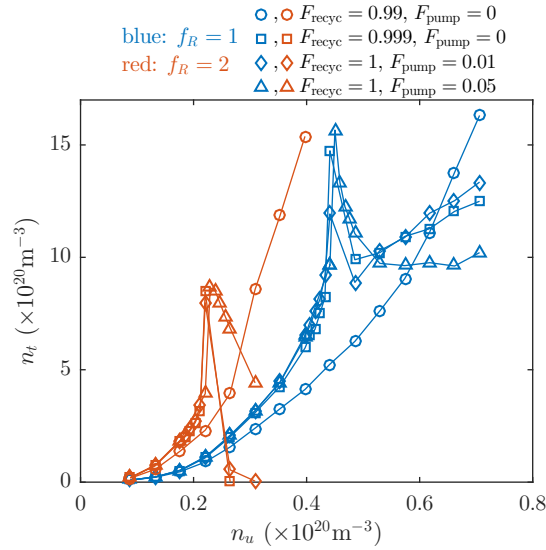 blue: f_R = 1
red: f_R = 2
, F_recyc = 0.99, F_pump = 0
, F_recyc = 0.999, F_pump = 0
, F_recyc = 1, F_pump = 0.01
, F_recyc = 1, F_pump = 0.05
15
10
5
0
n_t (×10^20 m^−3)
0 0.2 0.4 0.6 0.8
n_u (×10^20 m^−3)